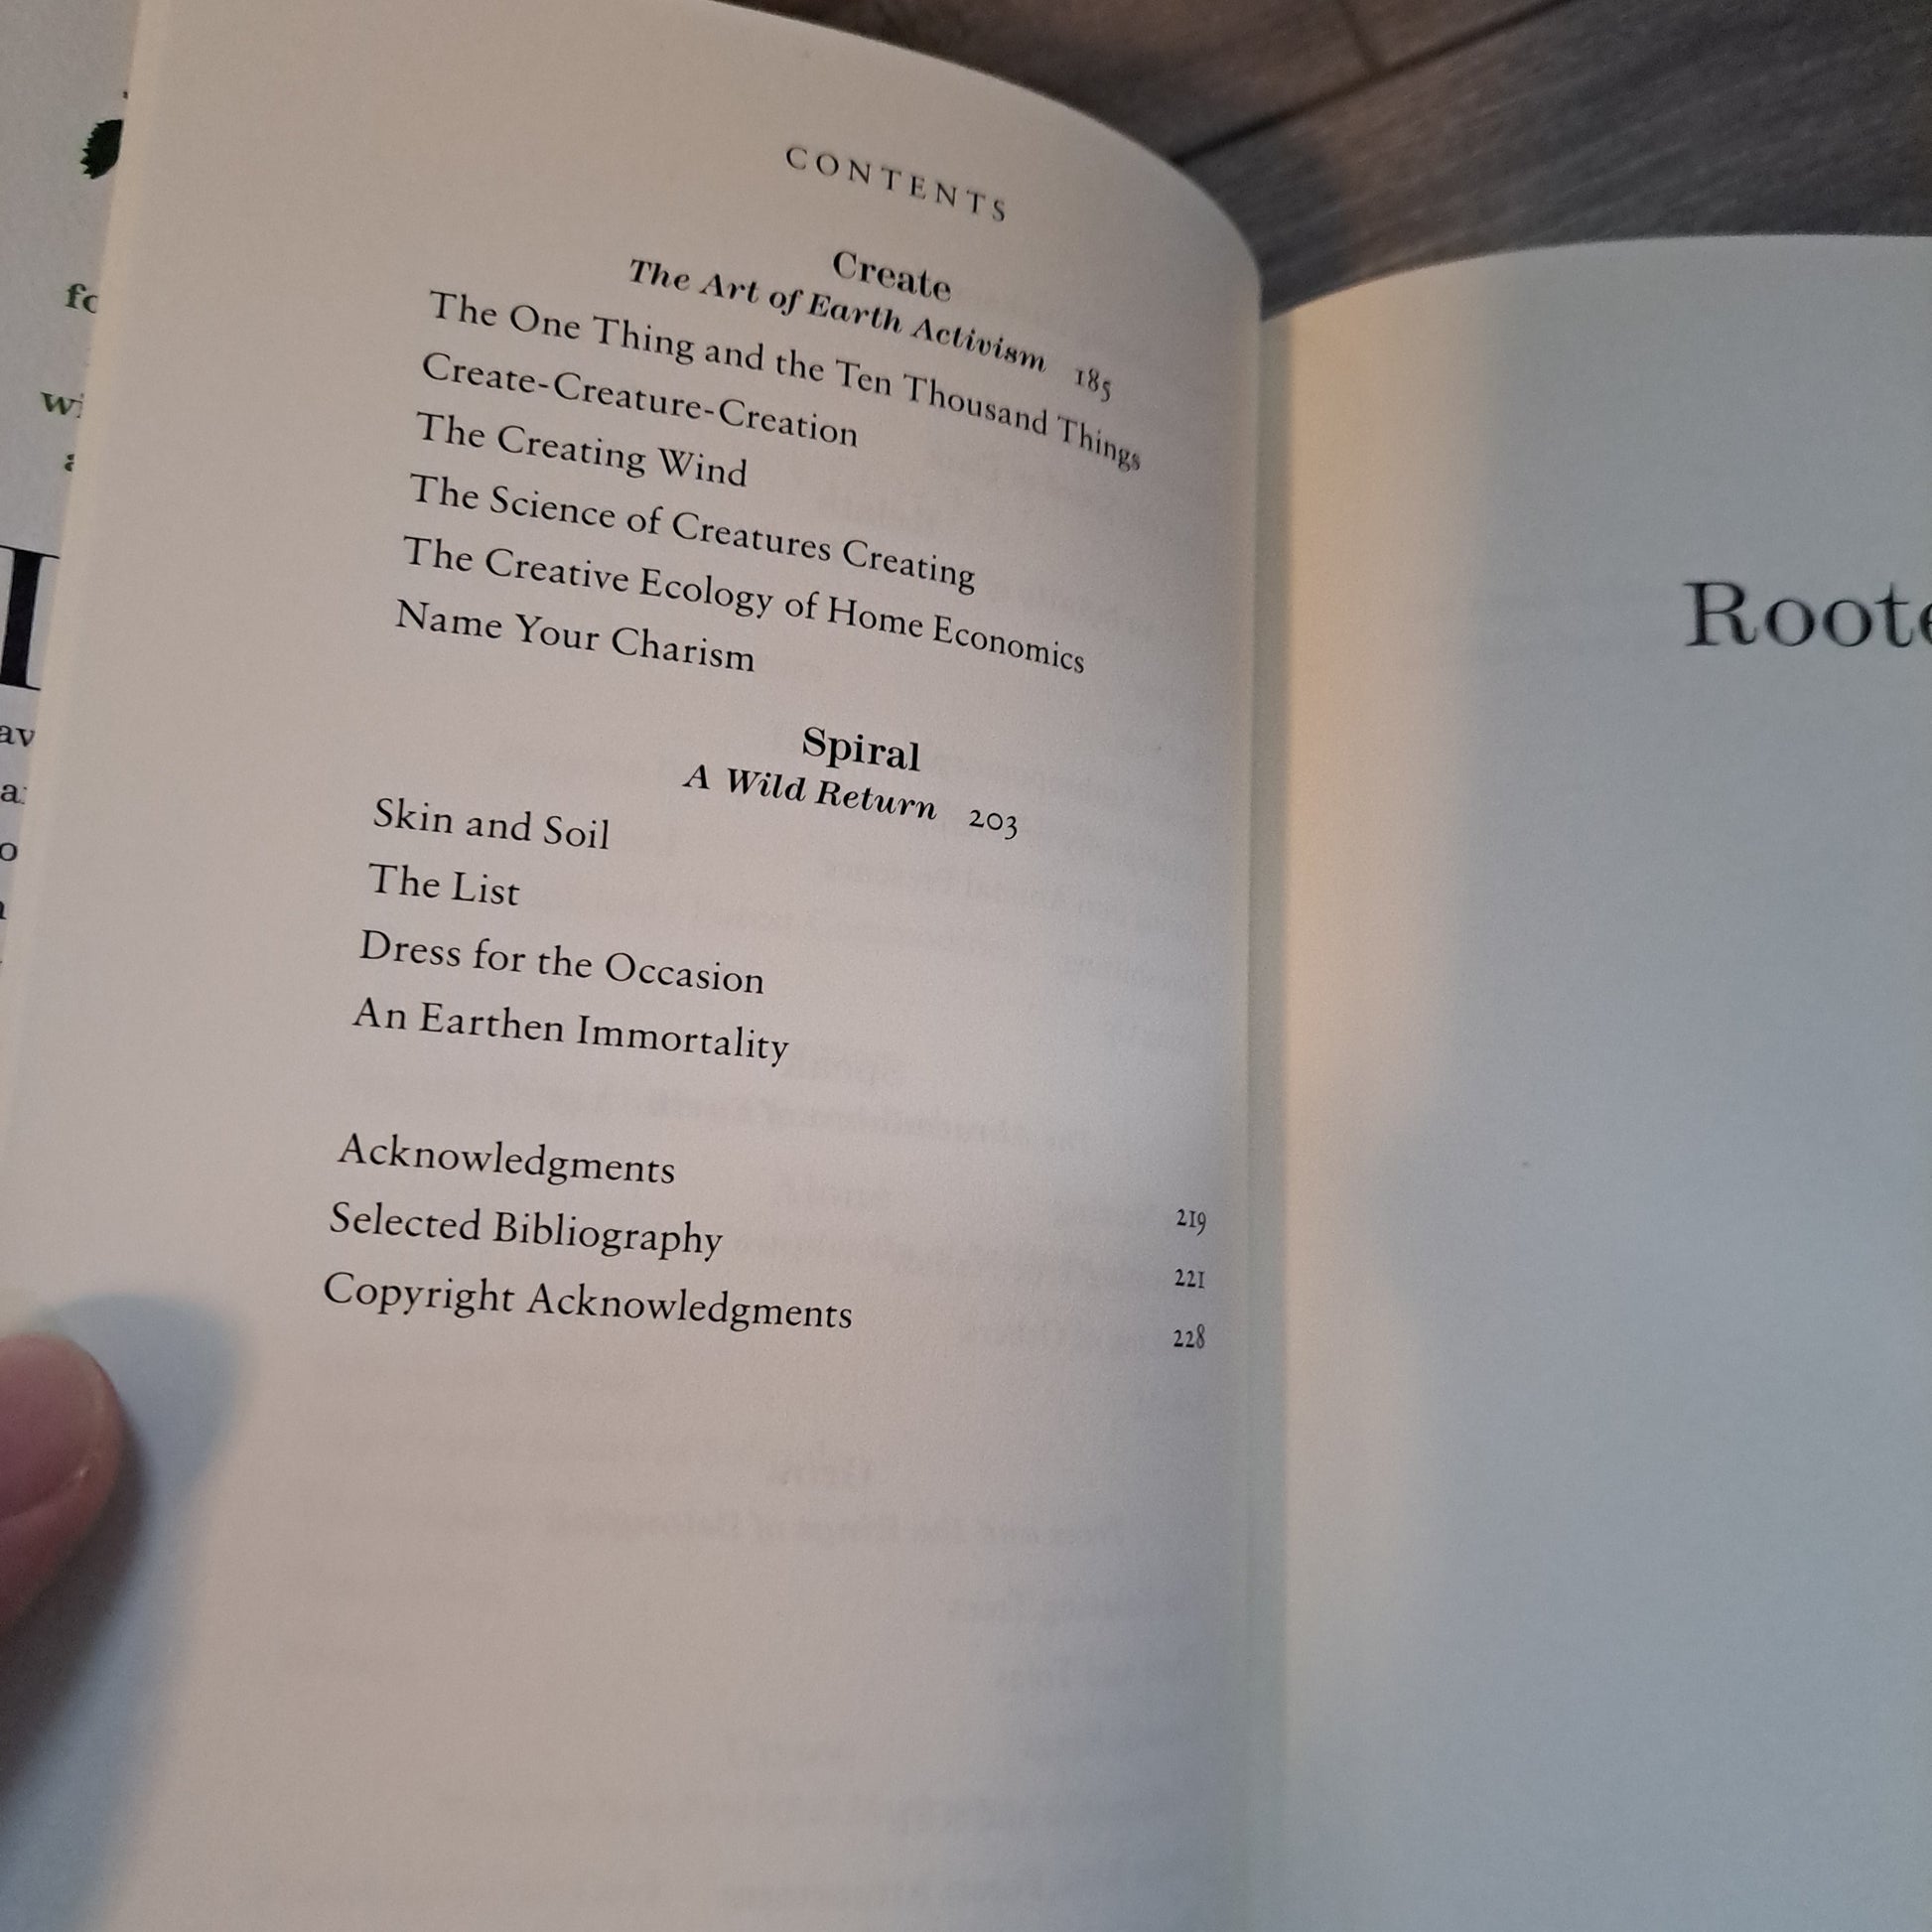 CONTENTS
Create
The Art of Earth Activism 185
The One Thing and the Ten Thousand Things
Create-Creature-Creation
The Creating Wind
The Science of Creatures Creating
The Creative Ecology of Home Economics
Name Your Charism
Spiral
A Wild Return 203
Skin and Soil
The List
Dress for the Occasion
An Earthen Immortality
Acknowledgments 219
Selected Bibliography 221
Copyright Acknowledgments 228